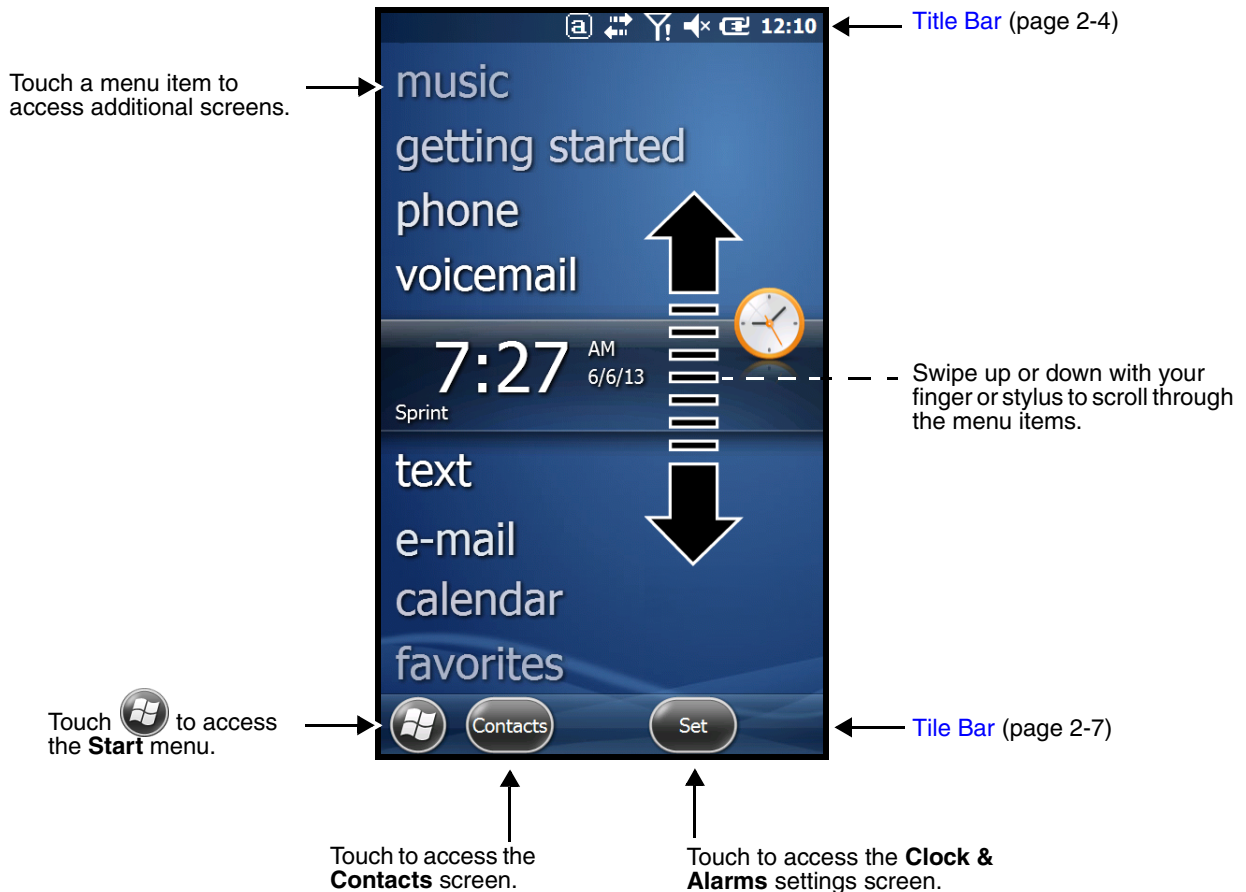 a 12:10
Title Bar (page 2-4)
Touch a menu item to
access additional screens.
music
getting started
phone
voicemail
7:27 AM
6/6/13
Sprint
Swipe up or down with your
finger or stylus to scroll through
the menu items.
text
e-mail
calendar
favorites
Touch to access
the Start menu.
Contacts
Set
Tile Bar (page 2-7)
Touch to access the
Contacts screen.
Touch to access the Clock &
Alarms settings screen.